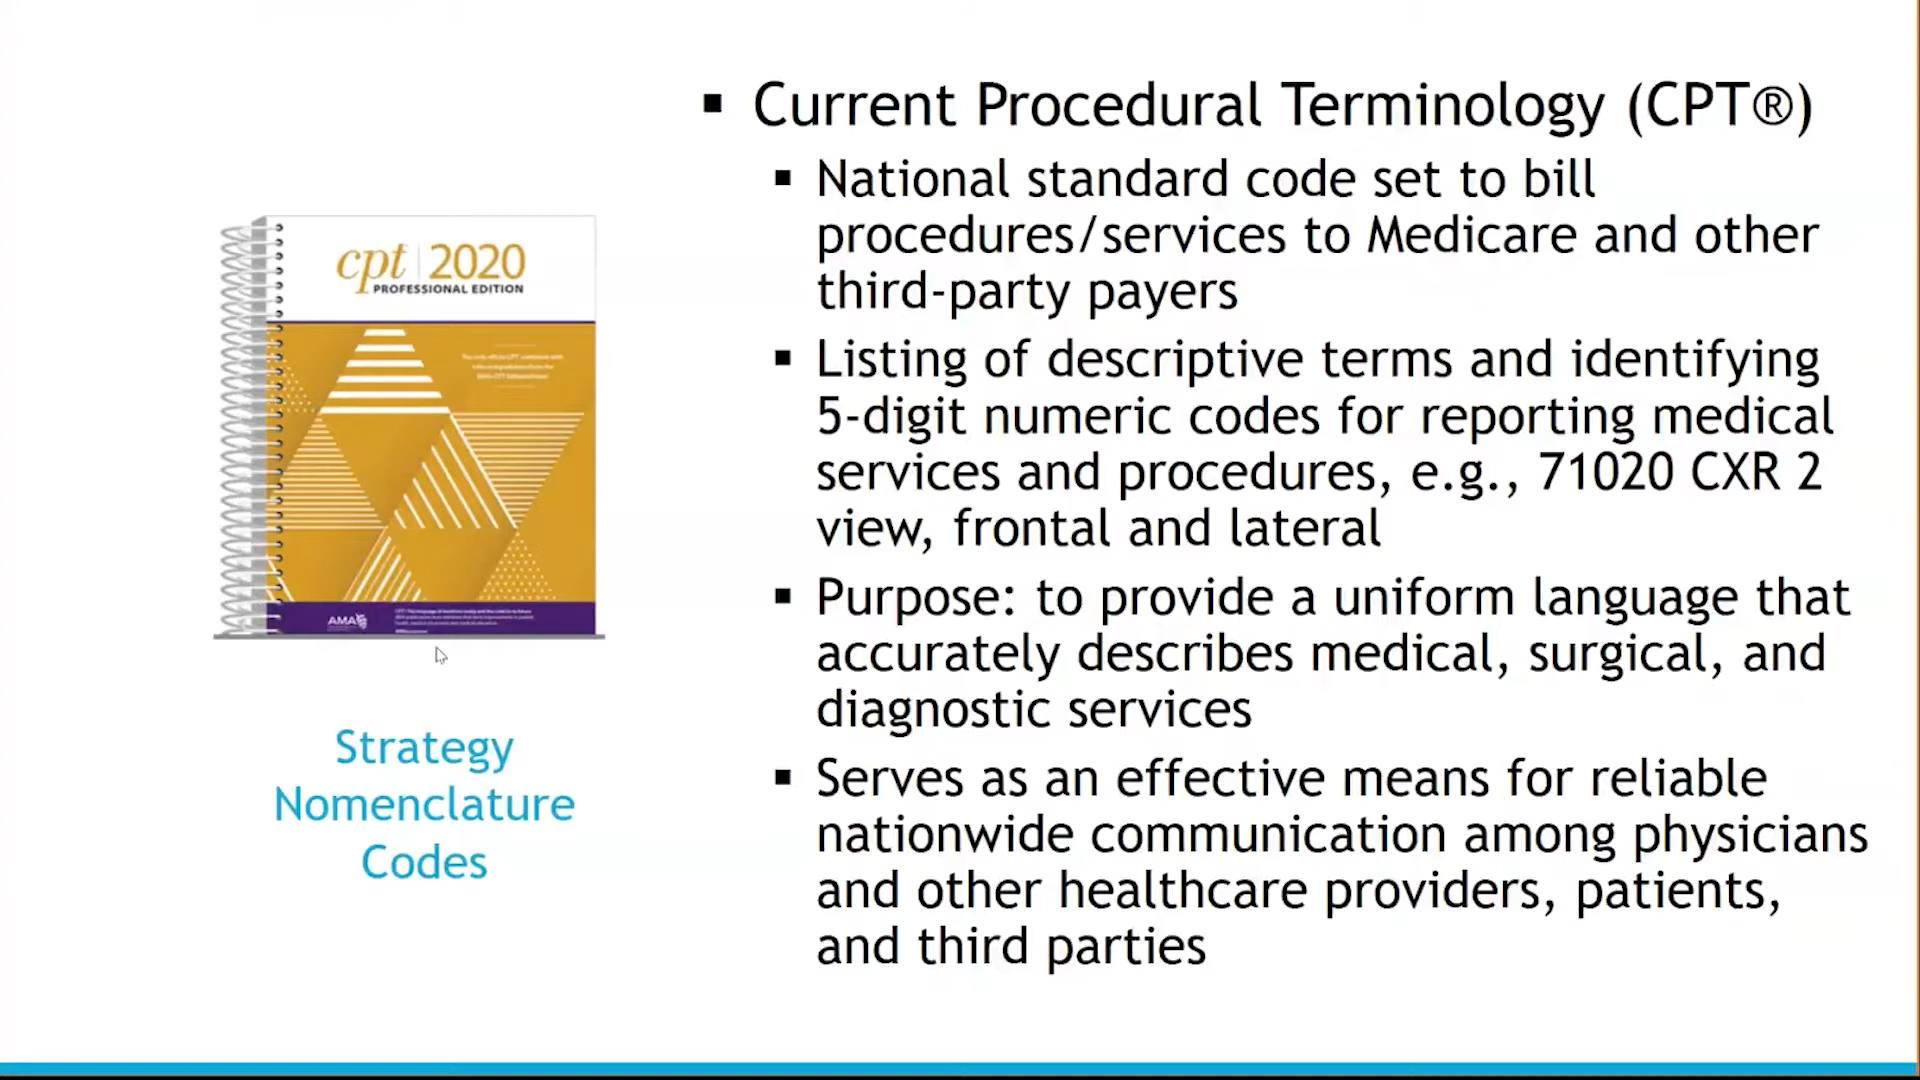 Current Procedural Terminology (CPT®)
National standard code set to bill
procedures/services to Medicare and other
third-party payers
Listing of descriptive terms and identifying
5-digit numeric codes for reporting medical
services and procedures, e.g., 71020 CXR 2
view, frontal and lateral
Purpose: to provide a uniform language that
accurately describes medical, surgical, and
diagnostic services
Serves as an effective means for reliable
nationwide communication among physicians
and other healthcare providers, patients,
and third parties
cpt 2020
PROFESSIONAL EDITION
AMA
Strategy
Nomenclature
Codes